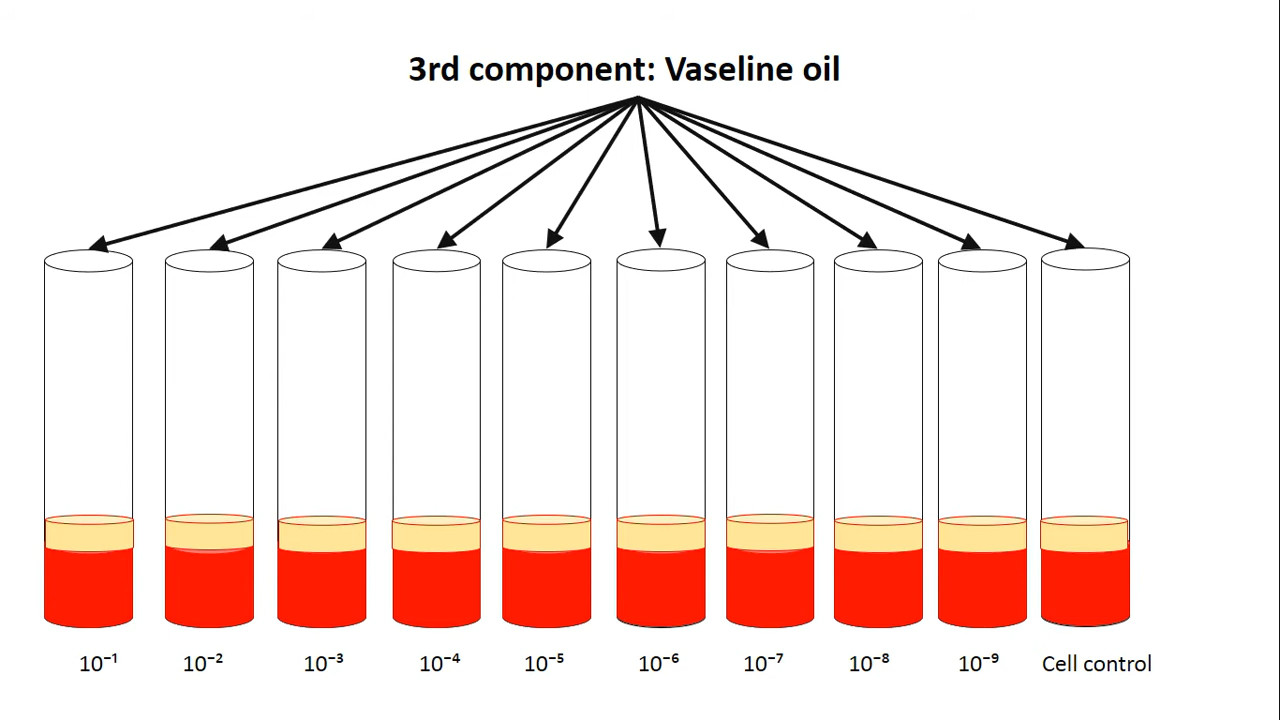 3rd component: Vaseline oil
10⁻¹ 10⁻² 10⁻³ 10⁻⁴ 10⁻⁵ 10⁻⁶ 10⁻⁷ 10⁻⁸ 10⁻⁹ Cell control